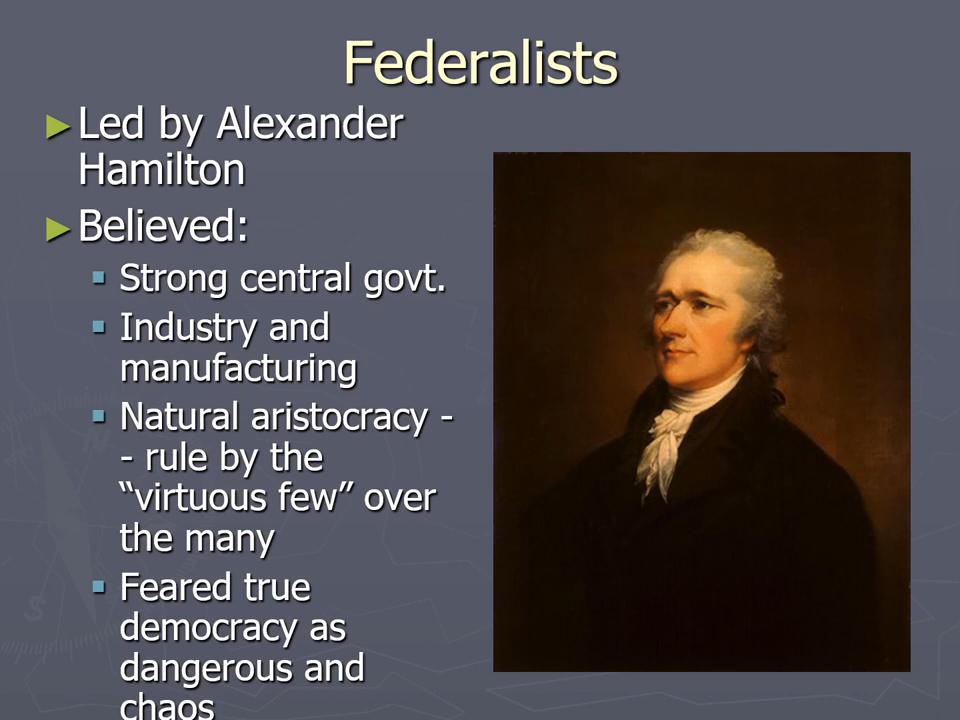 Federalists
► Led by Alexander
Hamilton
► Believed:
▪ Strong central govt.
▪ Industry and
manufacturing
▪ Natural aristocracy -
- rule by the
“virtuous few” over
the many
▪ Feared true
democracy as
dangerous and
chaos
S